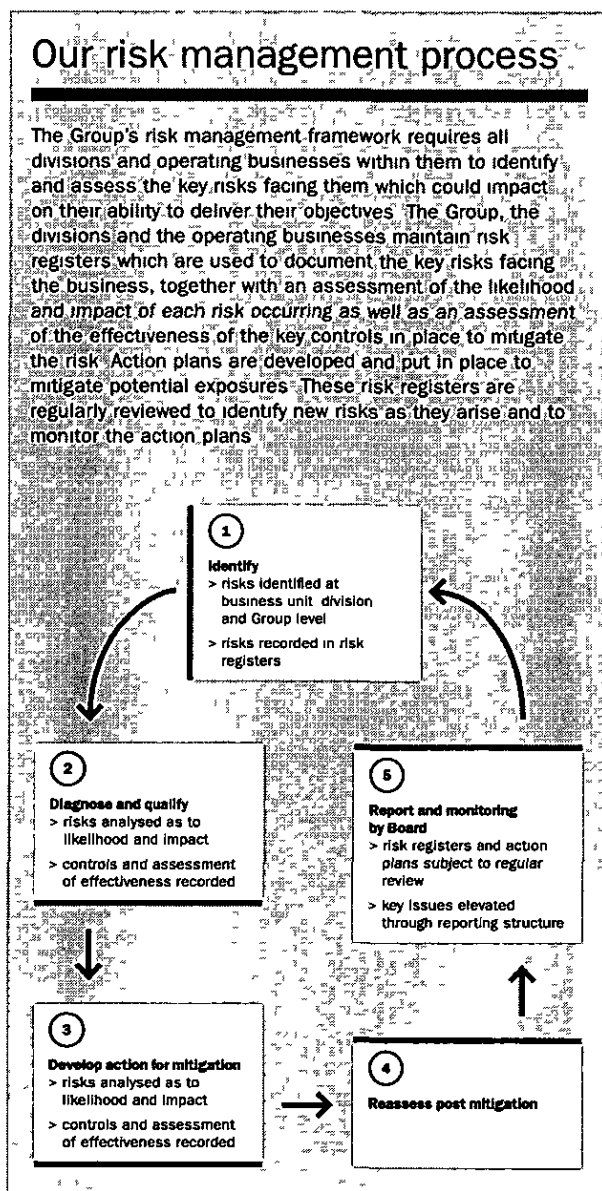 Our risk management process
The Group's risk management framework requires all
divisions and operating businesses within them to identify
and assess the key risks facing them which could impact
on their ability to deliver their objectives The Group, the
divisions and the operating businesses maintain risk
registers which are used to document the key risks facing
the business, together with an assessment of the likelihood
and impact of each risk occurring as well as an assessment
of the effectiveness of the key controls in place to mitigate
the risk Action plans are developed and put in place to
mitigate potential exposures These risk registers are
regularly reviewed to identify new risks as they arise and to
monitor the action plans
1
Identify
> risks identified at
business unit division
and Group level
> risks recorded in risk
registers
2
Diagnose and qualify
> risks analysed as to
likelihood and impact
> controls and assessment
of effectiveness recorded
3
Develop action for mitigation
> risks analysed as to
likelihood and impact
> controls and assessment
of effectiveness recorded
4
Reassess post mitigation
5
Report and monitoring
by Board
> risk registers and action
plans subject to regular
review
> key issues elevated
through reporting structure